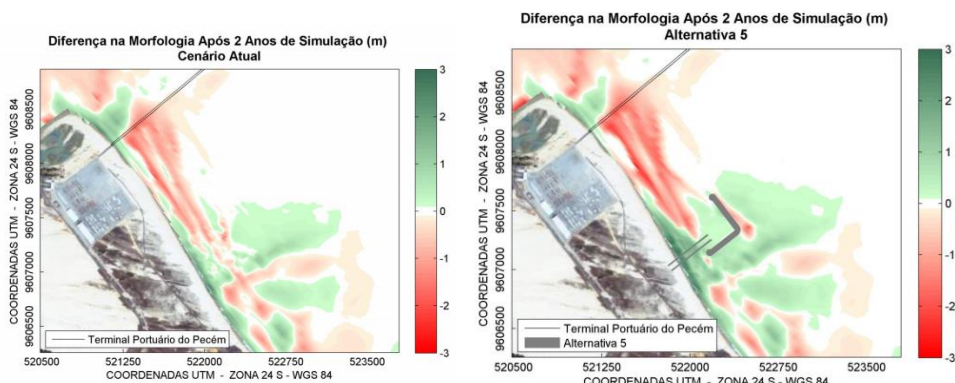 Diferença na Morfologia Após 2 Anos de Simulação (m)
Cenário Atual
COORDENADAS UTM - ZONA 24 S - WGS 84
9608500
9608000
9607500
9607000
9606500
Terminal Portuário do Pecém
520500 521250 522000 522750 523500
COORDENADAS UTM - ZONA 24 S - WGS 84
3
2
1
0
-1
-2
-3
Diferença na Morfologia Após 2 Anos de Simulação (m)
Alternativa 5
COORDENADAS UTM - ZONA 24 S - WGS 84
9608500
9608000
9607500
9607000
9606500
Terminal Portuário do Pecém
Alternativa 5
520500 521250 522000 522750 523500
COORDENADAS UTM - ZONA 24 S - WGS 84
3
2
1
0
-1
-2
-3